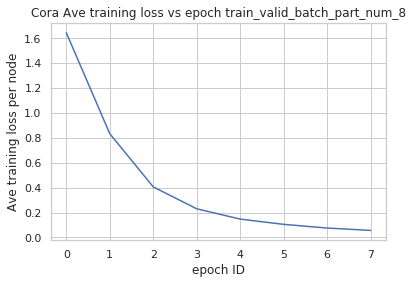 Cora Ave training loss vs epoch train_valid_batch_part_num_8
Ave training loss per node
1.6
1.4
1.2
1.0
0.8
0.6
0.4
0.2
0.0
0 1 2 3 4 5 6 7
epoch ID